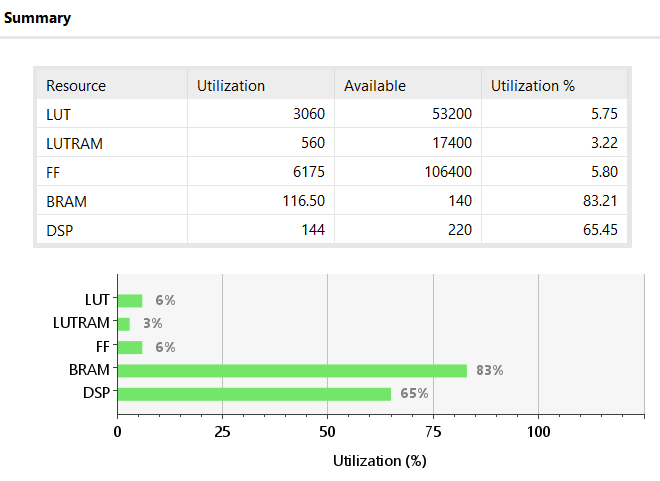 Summary
Resource Utilization Available Utilization %
LUT 3060 53200 5.75
LUTRAM 560 17400 3.22
FF 6175 106400 5.80
BRAM 116.50 140 83.21
DSP 144 220 65.45
LUT 6%
LUTRAM 3%
FF 6%
BRAM 83%
DSP 65%
0 25 50 75 100
Utilization (%)